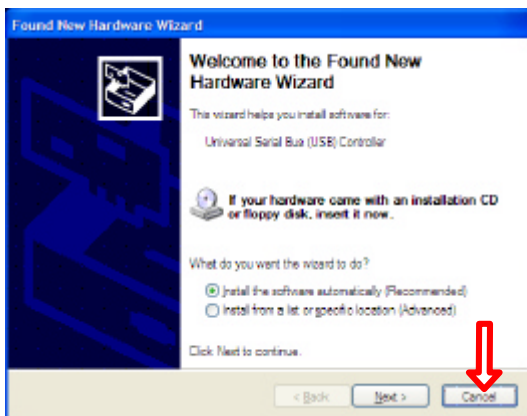 Found New Hardware Wizard
Welcome to the Found New
Hardware Wizard
This wizard helps you install software for:
Universal Serial Bus (USB) Controller
If your hardware came with an installation CD
or floppy disk, insert it now.
What do you want the wizard to do?
Install the software automatically (Recommended)
Install from a list or specific location (Advanced)
Click Next to continue.
< Back Next > Cancel